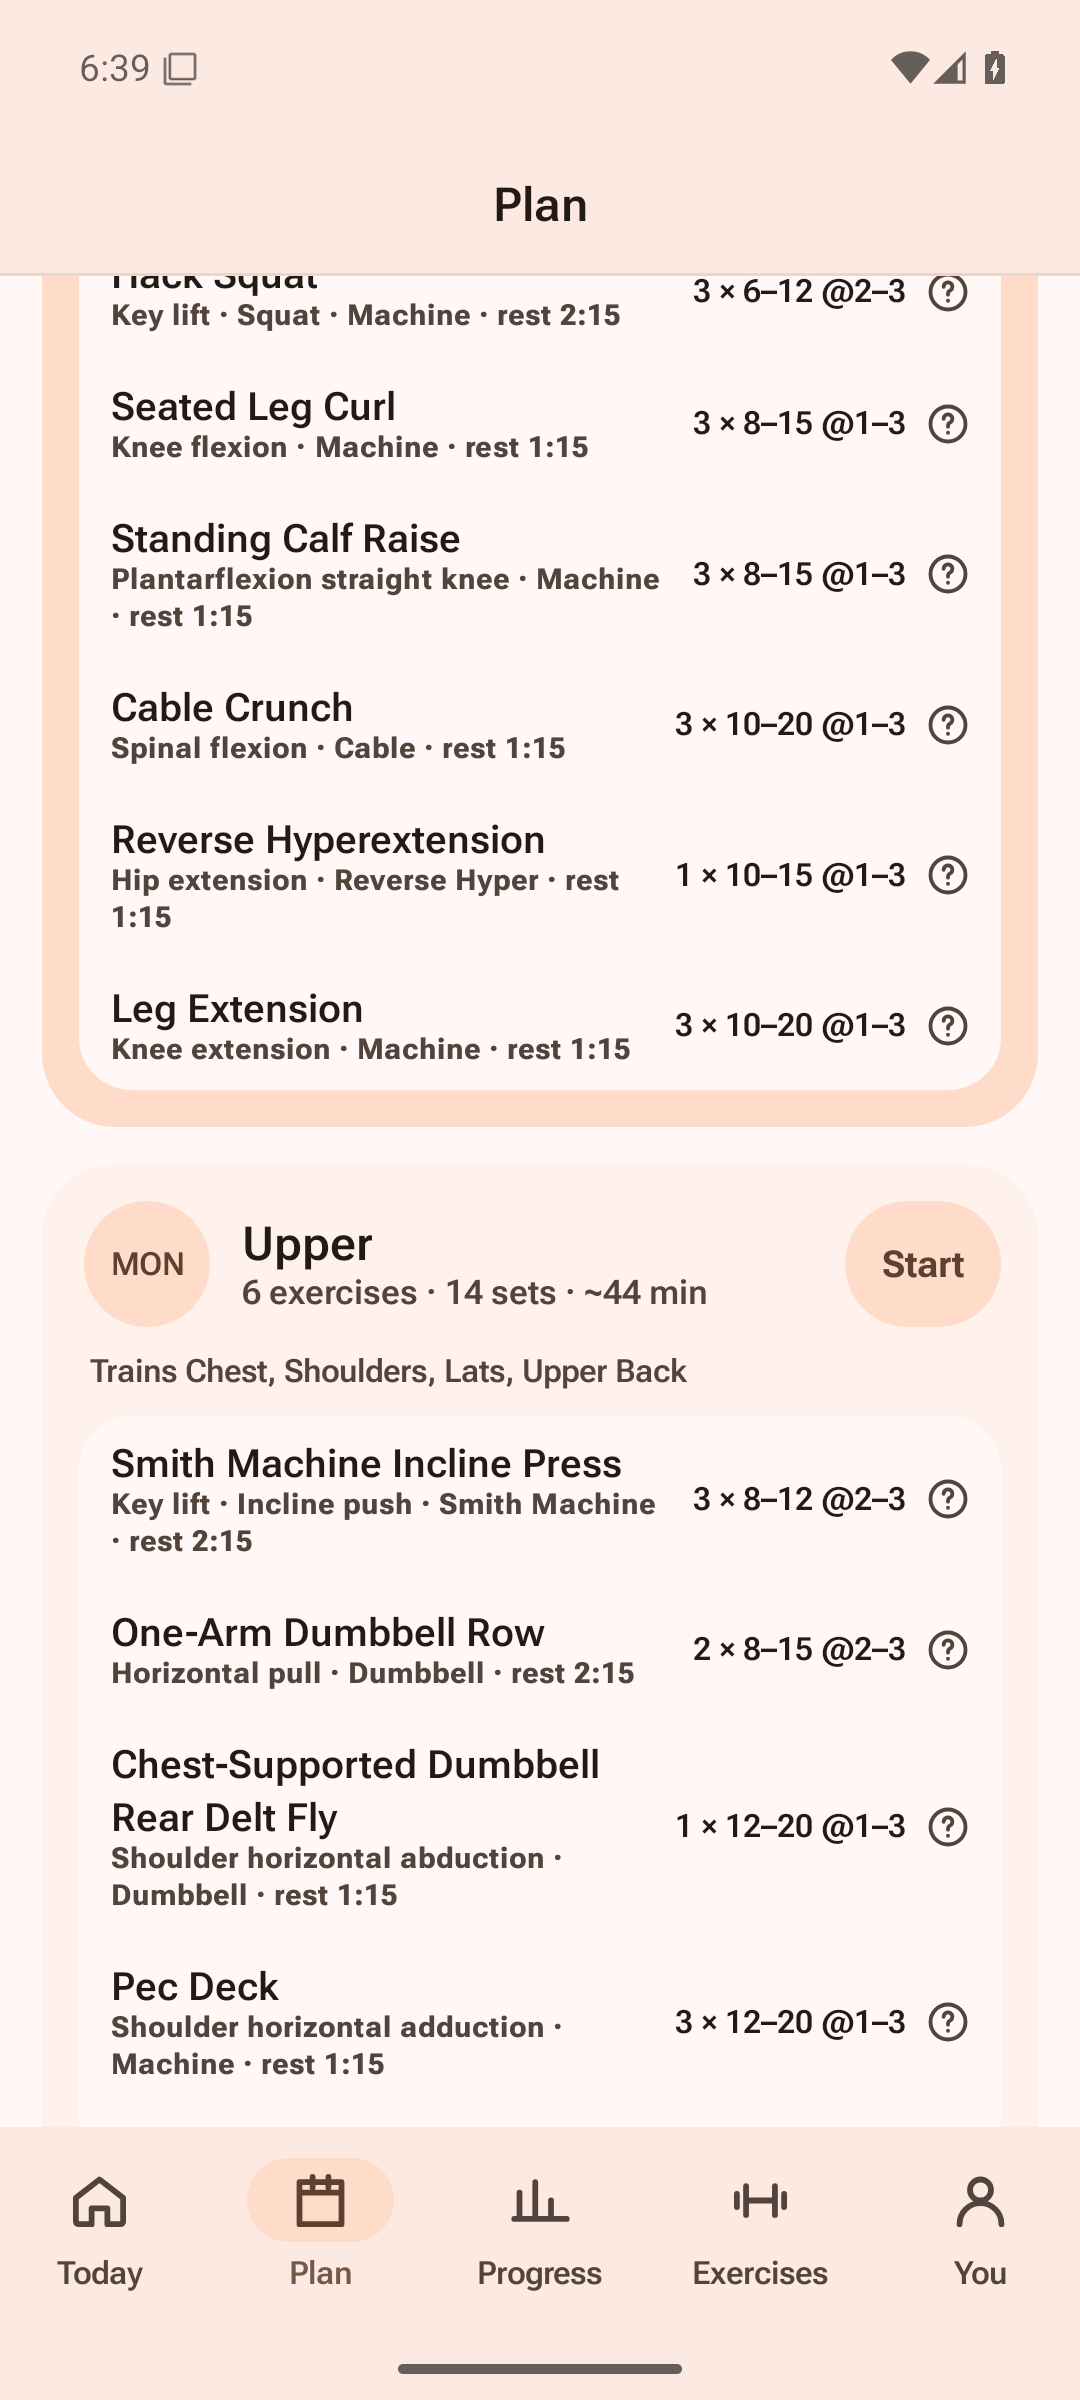 6:39
Plan
Hack Squat
3 × 6–12 @2–3
Key lift · Squat · Machine · rest 2:15
Seated Leg Curl
3 × 8–15 @1–3
Knee flexion · Machine · rest 1:15
Standing Calf Raise
3 × 8–15 @1–3
Plantarflexion straight knee · Machine
· rest 1:15
Cable Crunch
3 × 10–20 @1–3
Spinal flexion · Cable · rest 1:15
Reverse Hyperextension
1 × 10–15 @1–3
Hip extension · Reverse Hyper · rest
1:15
Leg Extension
3 × 10–20 @1–3
Knee extension · Machine · rest 1:15
MON
Upper
6 exercises · 14 sets · ~44 min
Start
Trains Chest, Shoulders, Lats, Upper Back
Smith Machine Incline Press
3 × 8–12 @2–3
Key lift · Incline push · Smith Machine
· rest 2:15
One-Arm Dumbbell Row
2 × 8–15 @2–3
Horizontal pull · Dumbbell · rest 2:15
Chest-Supported Dumbbell
Rear Delt Fly
1 × 12–20 @1–3
Shoulder horizontal abduction ·
Dumbbell · rest 1:15
Pec Deck
3 × 12–20 @1–3
Shoulder horizontal adduction ·
Machine · rest 1:15
Today
Plan
Progress
Exercises
You